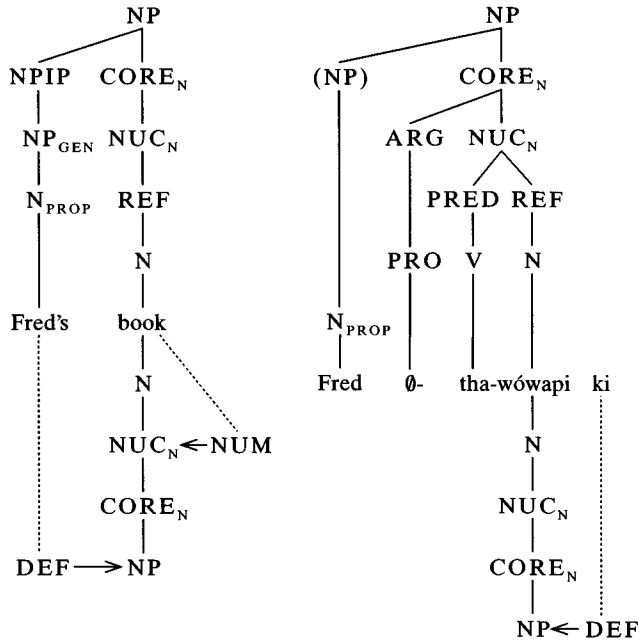 NP NP
NPIP CORE_N (NP) CORE_N
NP_GEN NUC_N ARG NUC_N
N_PROP REF PRED REF
N PRO V N
Fred's book N_PROP
N Fred Ø- tha-wówapi ki
NUC_N NUM N
CORE_N NUC_N
DEF NP CORE_N
NP DEF